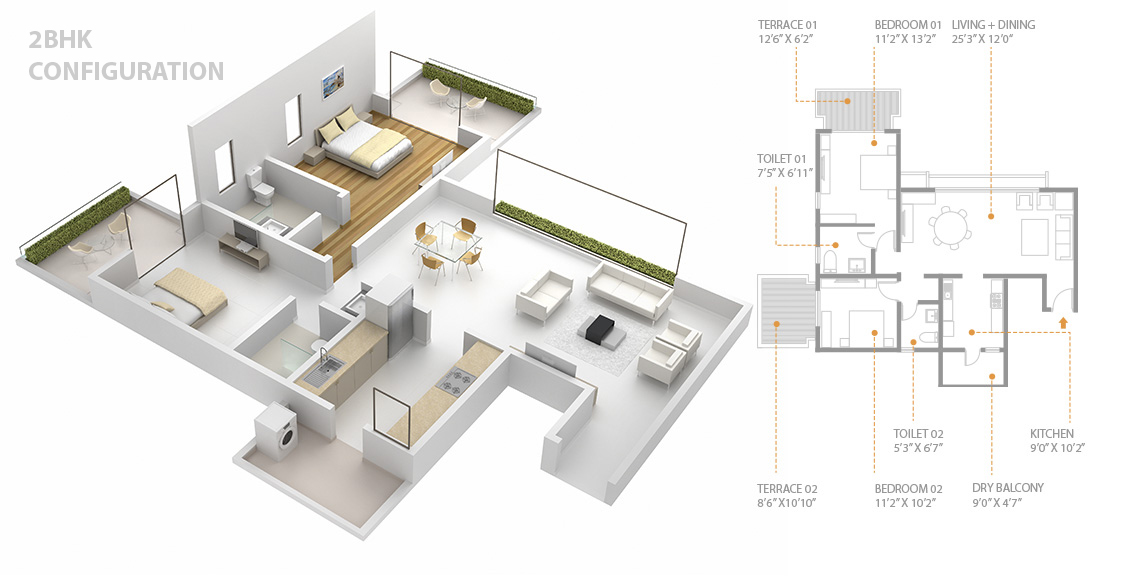 2BHK
CONFIGURATION
TERRACE 01
12'6" X 6'2"
BEDROOM 01
11'2" X 13'2"
LIVING + DINING
25'3" X 12'0"
TOILET 01
7'5" X 6'11"
TOILET 02
5'3" X 6'7"
KITCHEN
9'0" X 10'2"
TERRACE 02
8'6" X10'10"
BEDROOM 02
11'2" X 10'2"
DRY BALCONY
9'0" X 4'7"